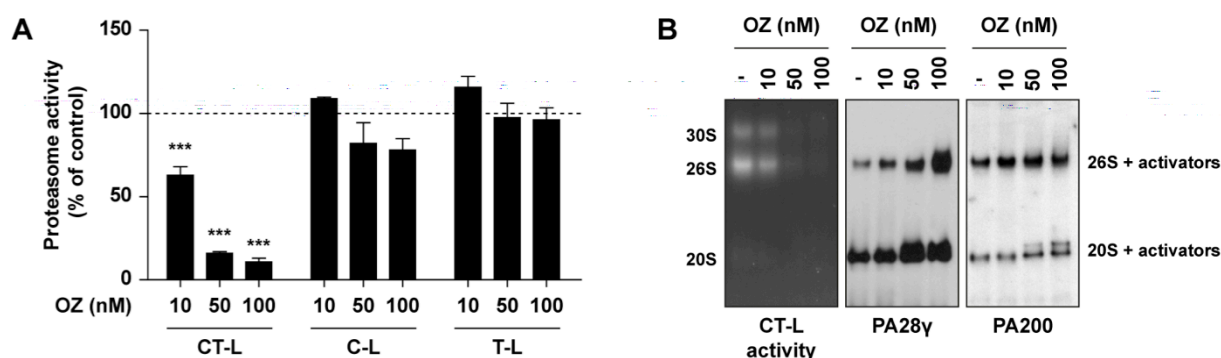 A
Proteasome activity
(% of control)
150
100
50
0
*** *** ***
OZ (nM) 10 50 100 10 50 100 10 50 100
CT-L C-L T-L
B
OZ (nM) OZ (nM) OZ (nM)
- 10 50 100 - 10 50 100 - 10 50 100
30S
26S 26S + activators
20S 20S + activators
CT-L PA28γ PA200
activity